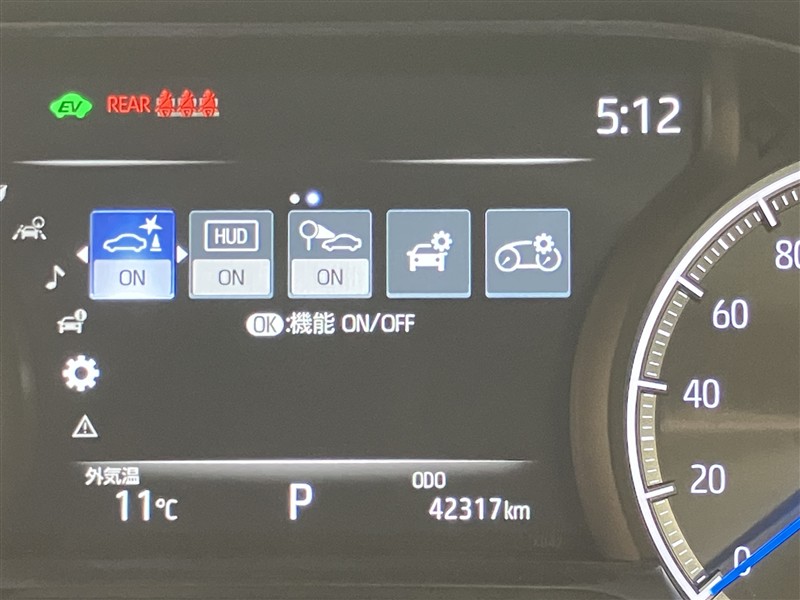 EV REAR 5:12
HUD
ON ON ON
OK:機能 ON/OFF
外気温
11°C
P
ODO
42317km
80
60
40
20
0